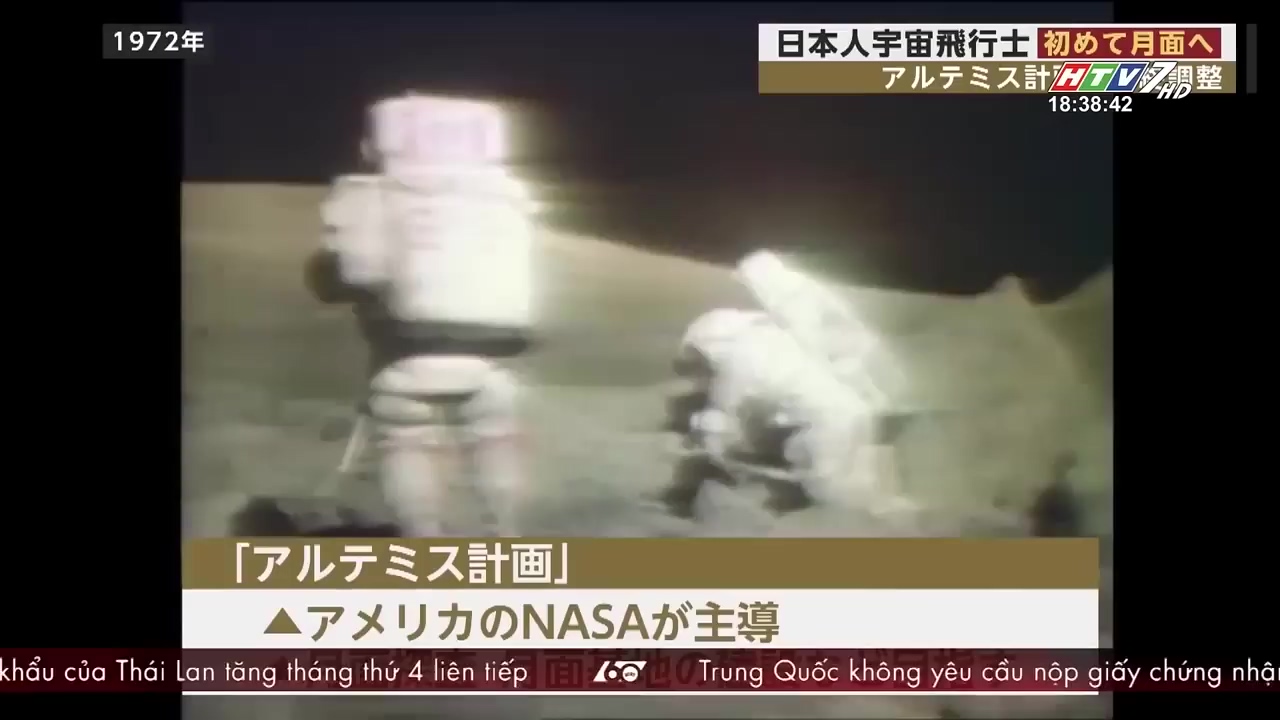 1972年
日本人宇宙飛行士 初めて月面へ
アルテミス計 調整
HTV7 HD
18:38:42
「アルテミス計画」
▲アメリカのNASAが主導
khẩu của Thái Lan tăng tháng thứ 4 liên tiếp
60 giây
Trung Quốc không yêu cầu nộp giấy chứng nhận